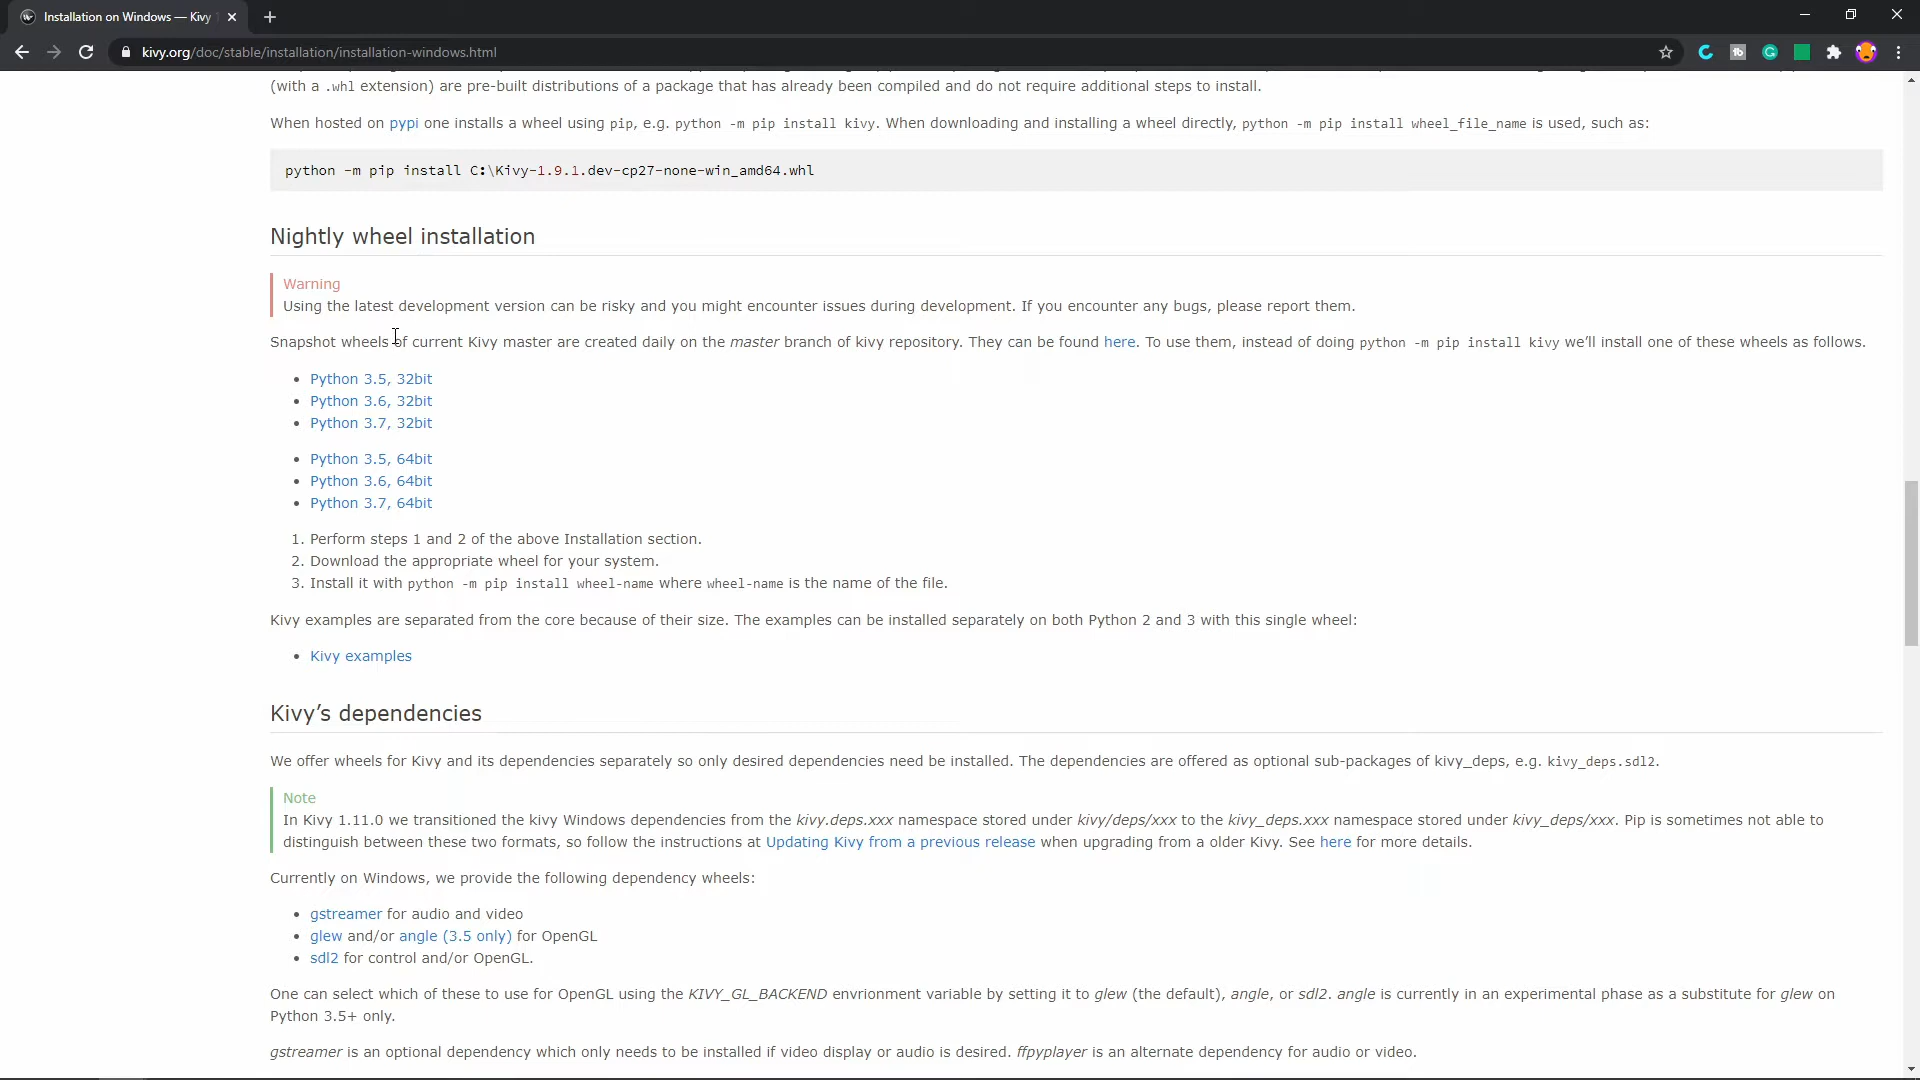 Installation on Windows — Kivy
kivy.org/doc/stable/installation/installation-windows.html
(with a .whl extension) are pre-built distributions of a package that has already been compiled and do not require additional steps to install.
When hosted on pypi one installs a wheel using pip, e.g. python -m pip install kivy. When downloading and installing a wheel directly, python -m pip install wheel_file_name is used, such as:
python -m pip install C:\Kivy-1.9.1.dev-cp27-none-win_amd64.whl
Nightly wheel installation
Warning
Using the latest development version can be risky and you might encounter issues during development. If you encounter any bugs, please report them.
Snapshot wheels of current Kivy master are created daily on the master branch of kivy repository. They can be found here. To use them, instead of doing python -m pip install kivy we’ll install one of these wheels as follows.
• Python 3.5, 32bit
• Python 3.6, 32bit
• Python 3.7, 32bit
• Python 3.5, 64bit
• Python 3.6, 64bit
• Python 3.7, 64bit
1. Perform steps 1 and 2 of the above Installation section.
2. Download the appropriate wheel for your system.
3. Install it with python -m pip install wheel-name where wheel-name is the name of the file.
Kivy examples are separated from the core because of their size. The examples can be installed separately on both Python 2 and 3 with this single wheel:
• Kivy examples
Kivy’s dependencies
We offer wheels for Kivy and its dependencies separately so only desired dependencies need be installed. The dependencies are offered as optional sub-packages of kivy_deps, e.g. kivy_deps.sdl2.
Note
In Kivy 1.11.0 we transitioned the kivy Windows dependencies from the kivy.deps.xxx namespace stored under kivy/deps/xxx to the kivy_deps.xxx namespace stored under kivy_deps/xxx. Pip is sometimes not able to
distinguish between these two formats, so follow the instructions at Updating Kivy from a previous release when upgrading from a older Kivy. See here for more details.
Currently on Windows, we provide the following dependency wheels:
• gstreamer for audio and video
• glew and/or angle (3.5 only) for OpenGL
• sdl2 for control and/or OpenGL.
One can select which of these to use for OpenGL using the KIVY_GL_BACKEND envrionment variable by setting it to glew (the default), angle, or sdl2. angle is currently in an experimental phase as a substitute for glew on
Python 3.5+ only.
gstreamer is an optional dependency which only needs to be installed if video display or audio is desired. ffpyplayer is an alternate dependency for audio or video.